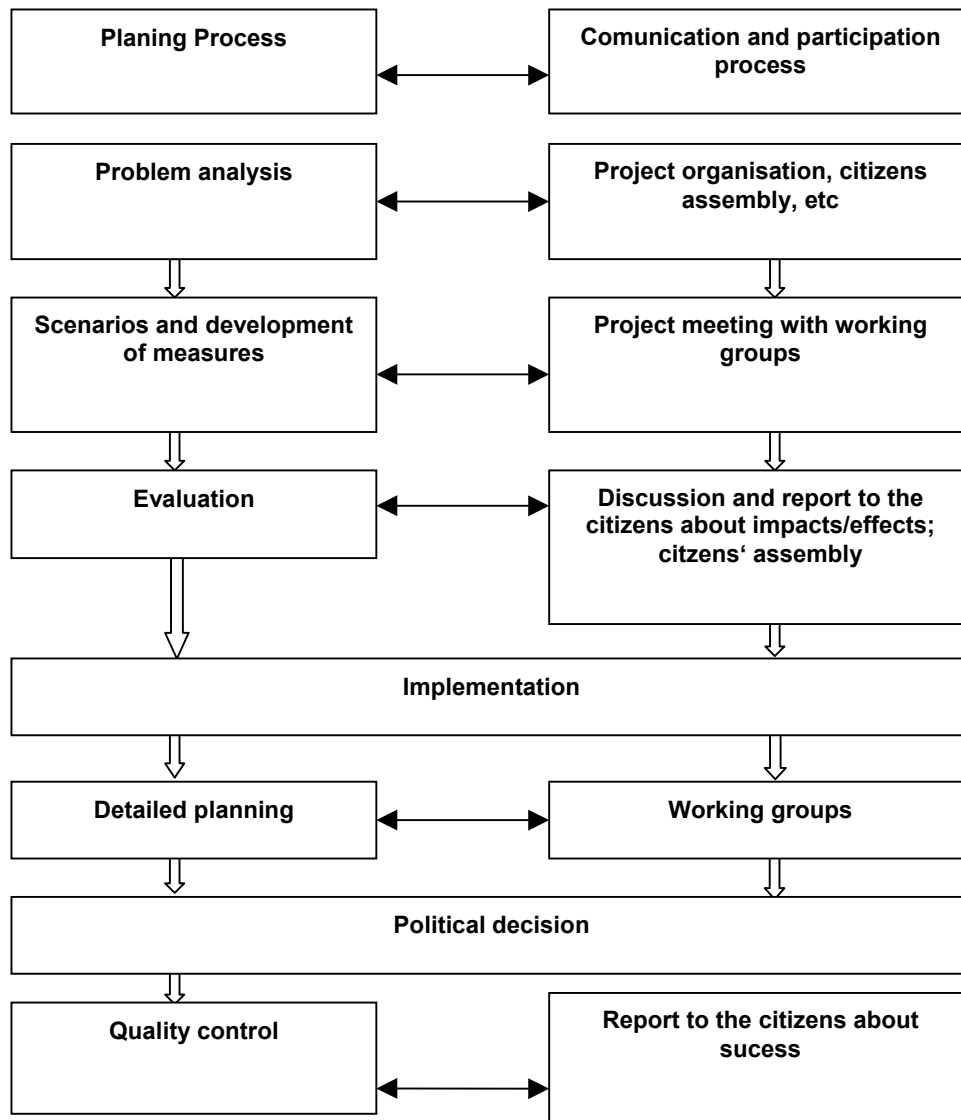 Planing Process
Comunication and participation
process
Problem analysis
Project organisation, citizens
assembly, etc
Scenarios and development
of measures
Project meeting with working
groups
Evaluation
Discussion and report to the
citizens about impacts/effects;
citzens‘ assembly
Implementation
Detailed planning
Working groups
Political decision
Quality control
Report to the citizens about
sucess